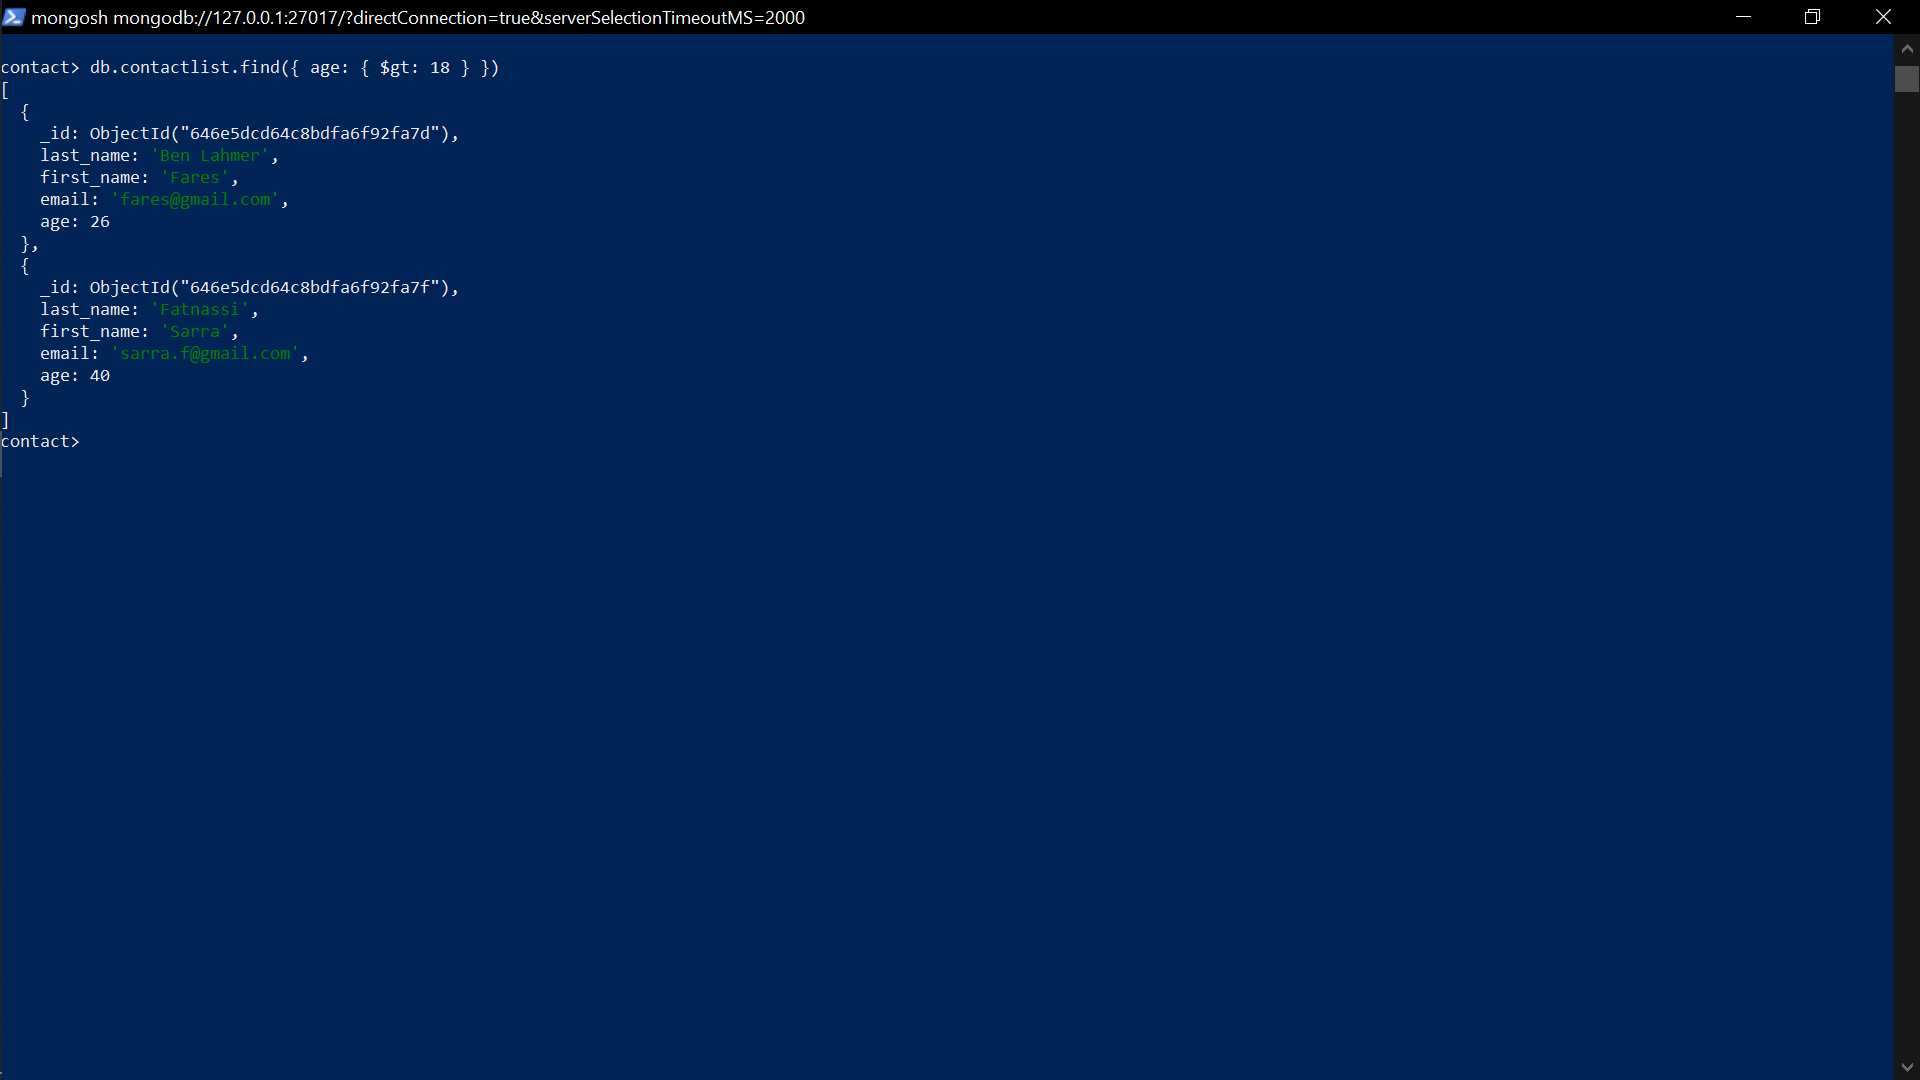 mongosh mongodb://127.0.0.1:27017/?directConnection=true&serverSelectionTimeoutMS=2000
contact> db.contactlist.find({ age: { $gt: 18 } })
[
  {
    _id: ObjectId("646e5dcd64c8bdfa6f92fa7d"),
    last_name: 'Ben Lahmer',
    first_name: 'Fares',
    email: 'fares@gmail.com',
    age: 26
  },
  {
    _id: ObjectId("646e5dcd64c8bdfa6f92fa7f"),
    last_name: 'Fatnassi',
    first_name: 'Sarra',
    email: 'sarra.f@gmail.com',
    age: 40
  }
]
contact>